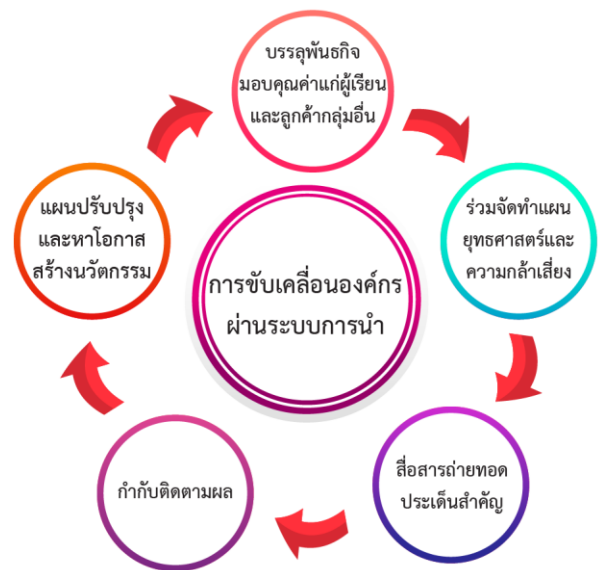 บรรลุพันธกิจ
มอบคุณค่าแก่ผู้เรียน
และลูกค้ากลุ่มอื่น
ร่วมจัดทำแผน
ยุทธศาสตร์และ
ความกล้าเสี่ยง
สื่อสารถ่ายทอด
ประเด็นสำคัญ
กำกับติดตามผล
แผนปรับปรุง
และหาโอกาส
สร้างนวัตกรรม
การขับเคลื่อนองค์กร
ผ่านระบบการนำ